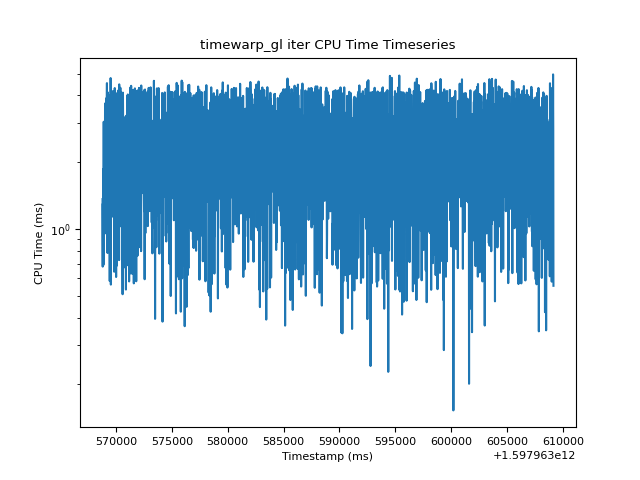 timewarp_gl iter CPU Time Timeseries
CPU Time (ms)
10⁰
570000 575000 580000 585000 590000 595000 600000 605000 610000
Timestamp (ms)
+1.597963e12